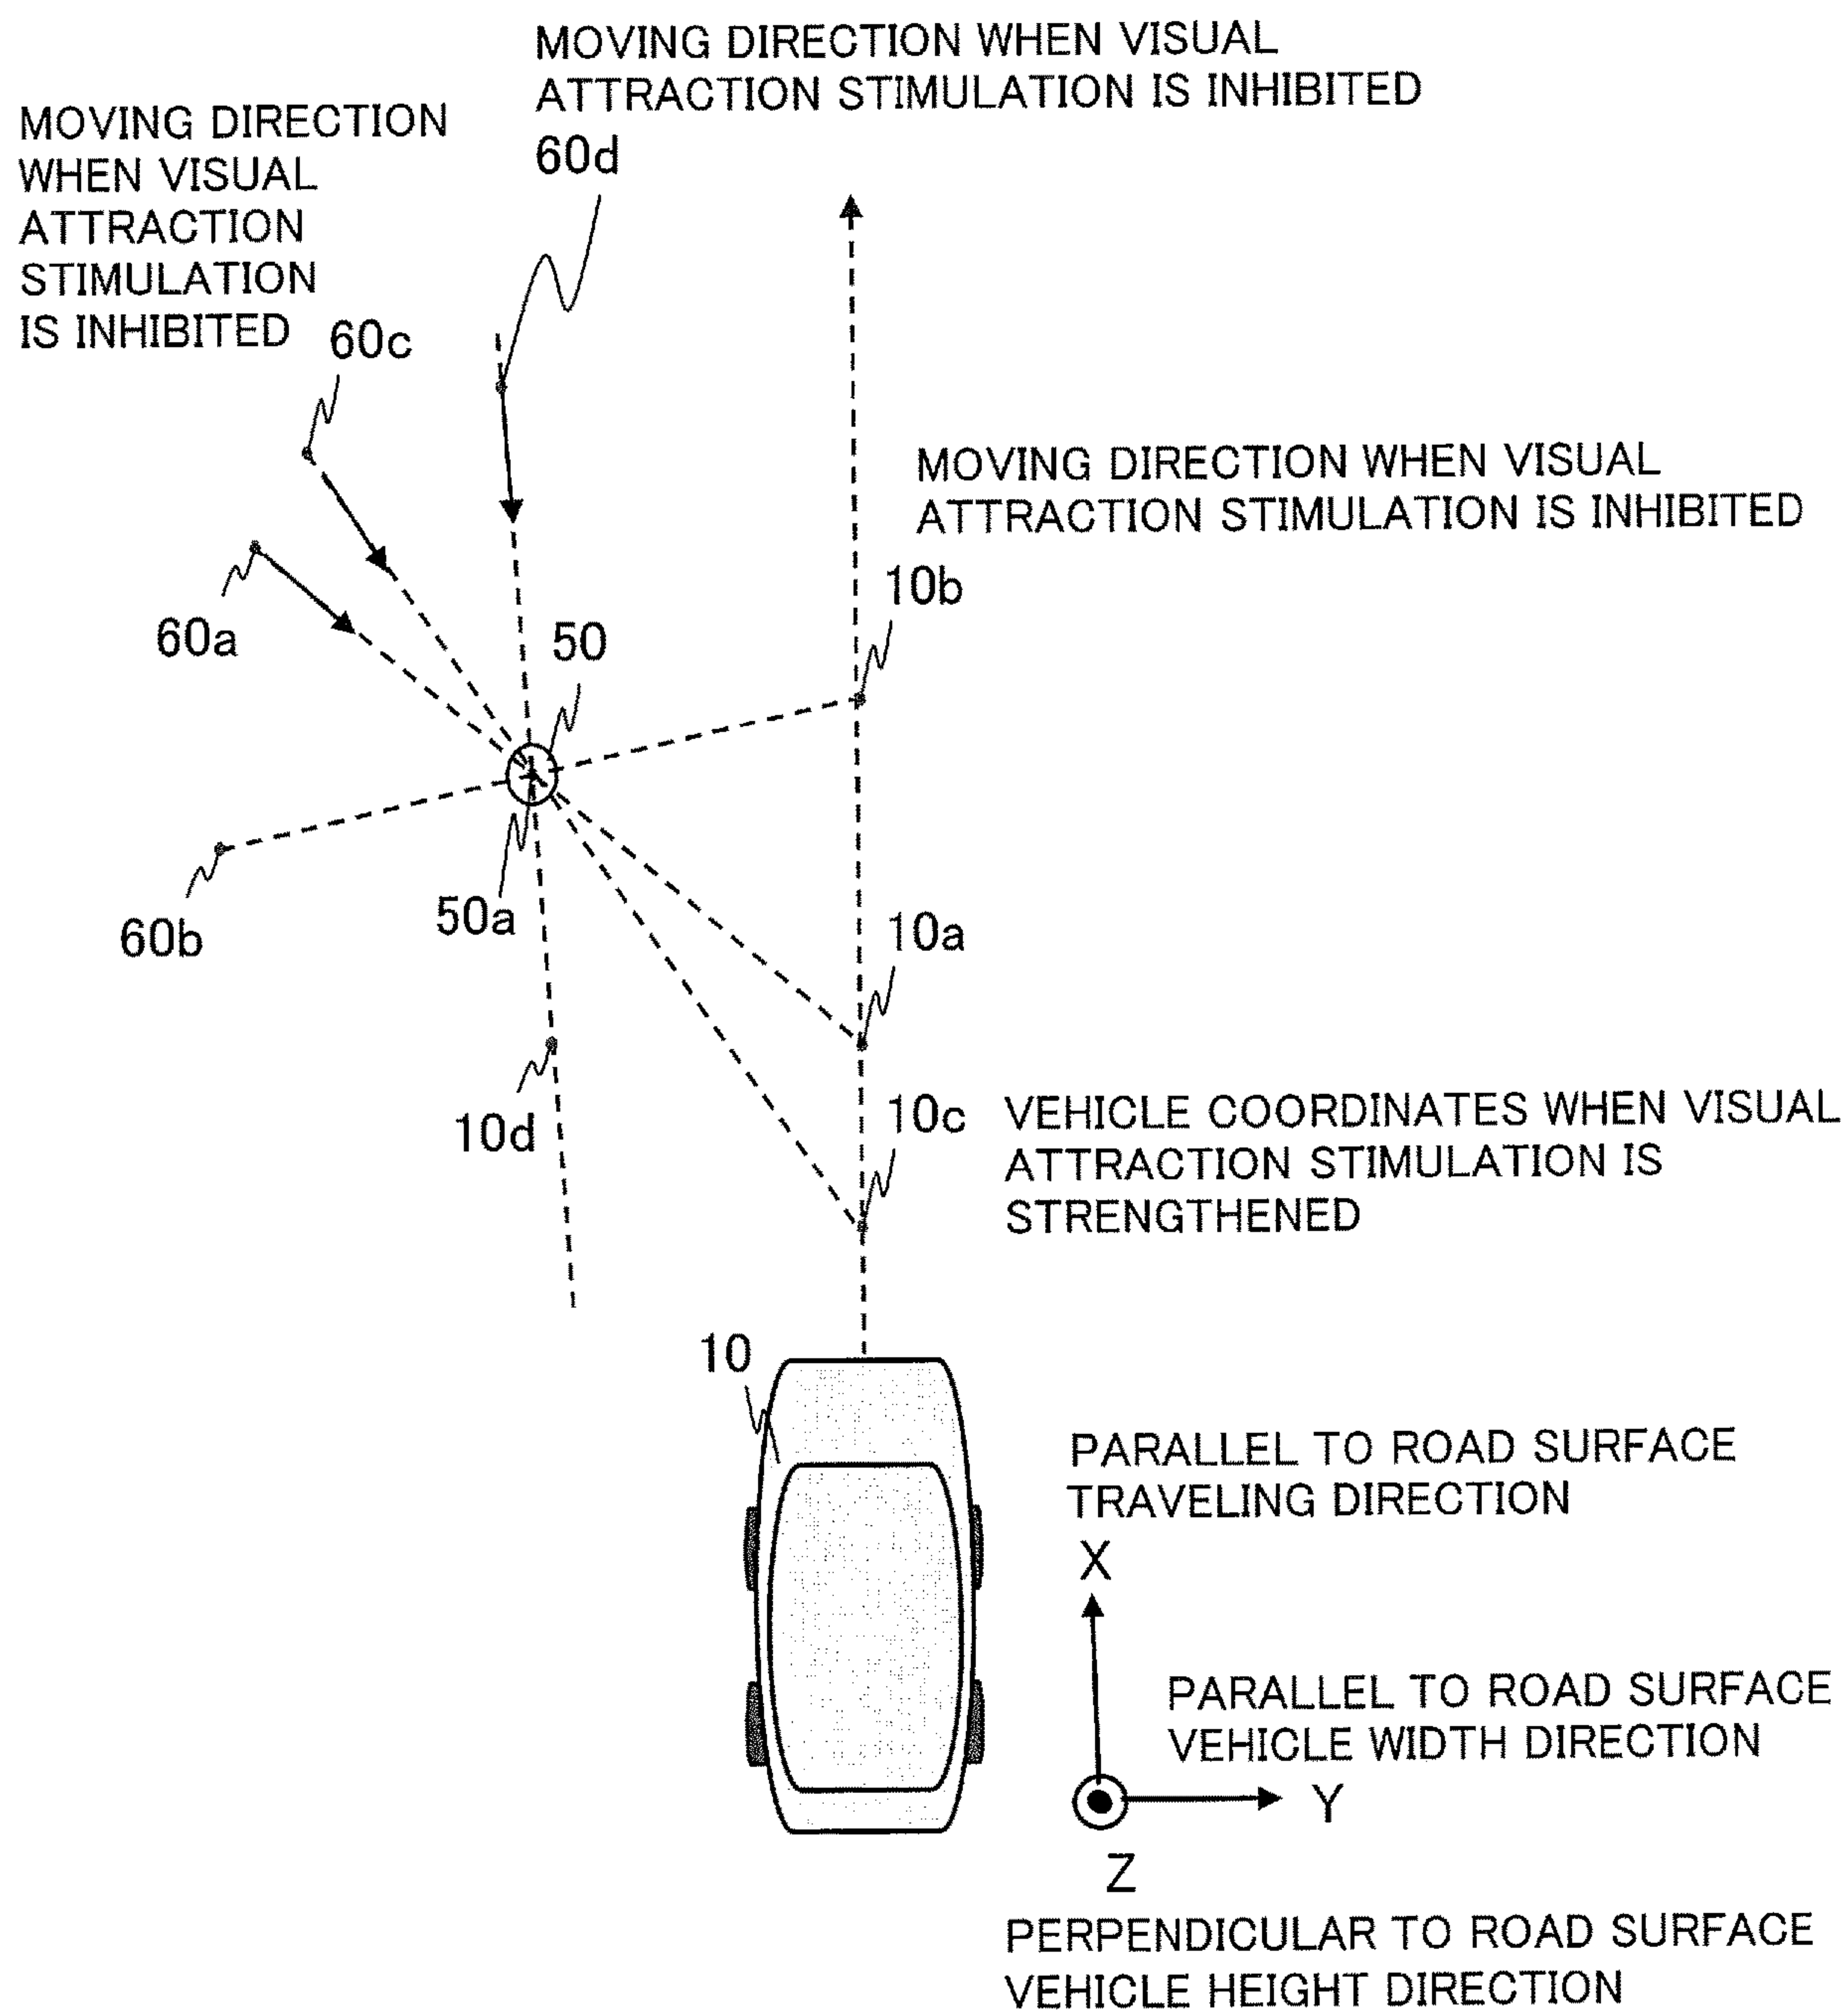 MOVING DIRECTION WHEN VISUAL
ATTRACTION STIMULATION IS INHIBITED
60d
MOVING DIRECTION
WHEN VISUAL
ATTRACTION
STIMULATION
IS INHIBITED
60c
MOVING DIRECTION WHEN VISUAL
ATTRACTION STIMULATION IS INHIBITED
10b
60a
50
50a
60b
10a
10d
10c
VEHICLE COORDINATES WHEN VISUAL
ATTRACTION STIMULATION IS
STRENGTHENED
10
PARALLEL TO ROAD SURFACE
TRAVELING DIRECTION
X
PARALLEL TO ROAD SURFACE
VEHICLE WIDTH DIRECTION
Y
Z
PERPENDICULAR TO ROAD SURFACE
VEHICLE HEIGHT DIRECTION